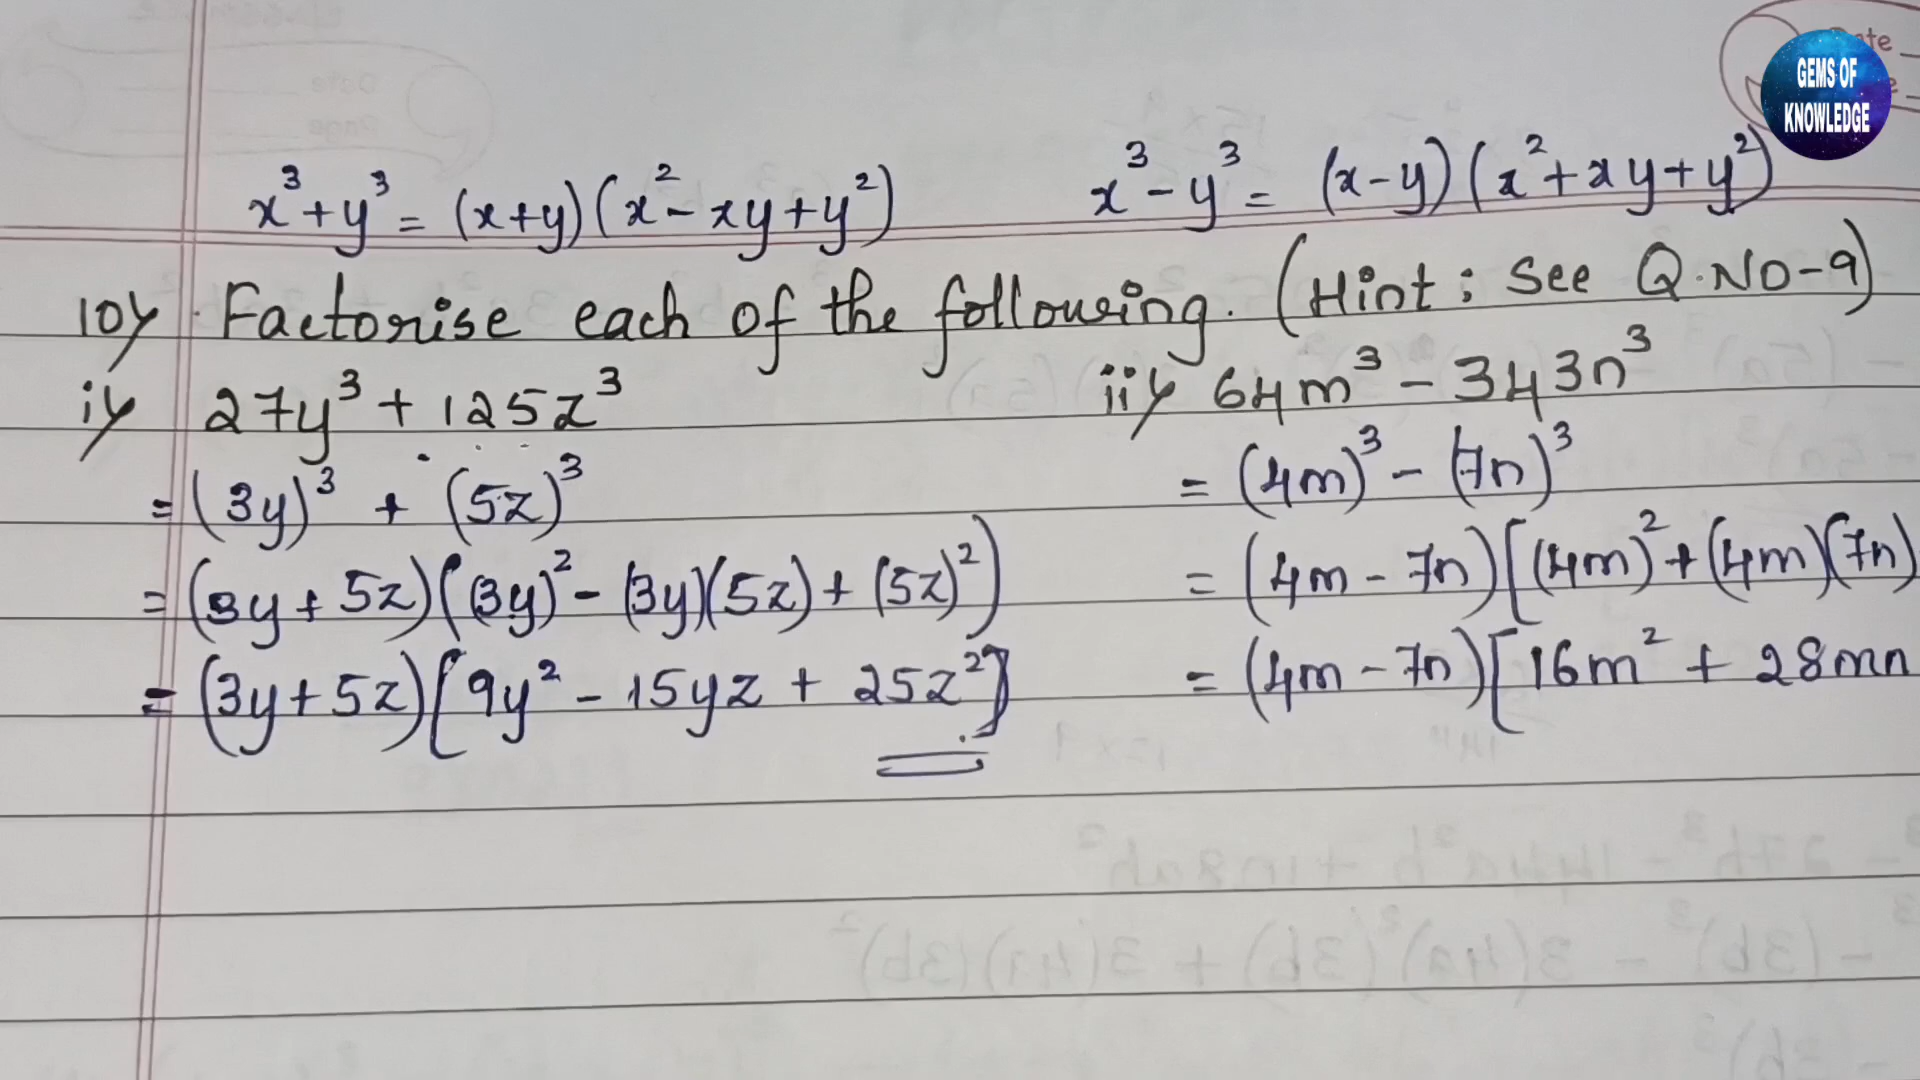 Date
Page
ate
GEMS OF
KNOWLEDGE
x³+y³ = (x+y)(x²-xy+y²)
x³-y³ = (x-y)(x²+xy+y²)
10) Factorise each of the following. (Hint: See Q.NO-9)
i) 27y³ + 125z³
= (3y)³ + (5z)³
= (3y+5z)((3y)²-(3y)(5z)+(5z)²)
= (3y+5z)[9y² - 15yz + 25z²]
ii) 64m³ - 343n³
= (4m)³ - (7n)³
= (4m-7n)[(4m)²+(4m)(7n)
= (4m-7n)[16m² + 28mn